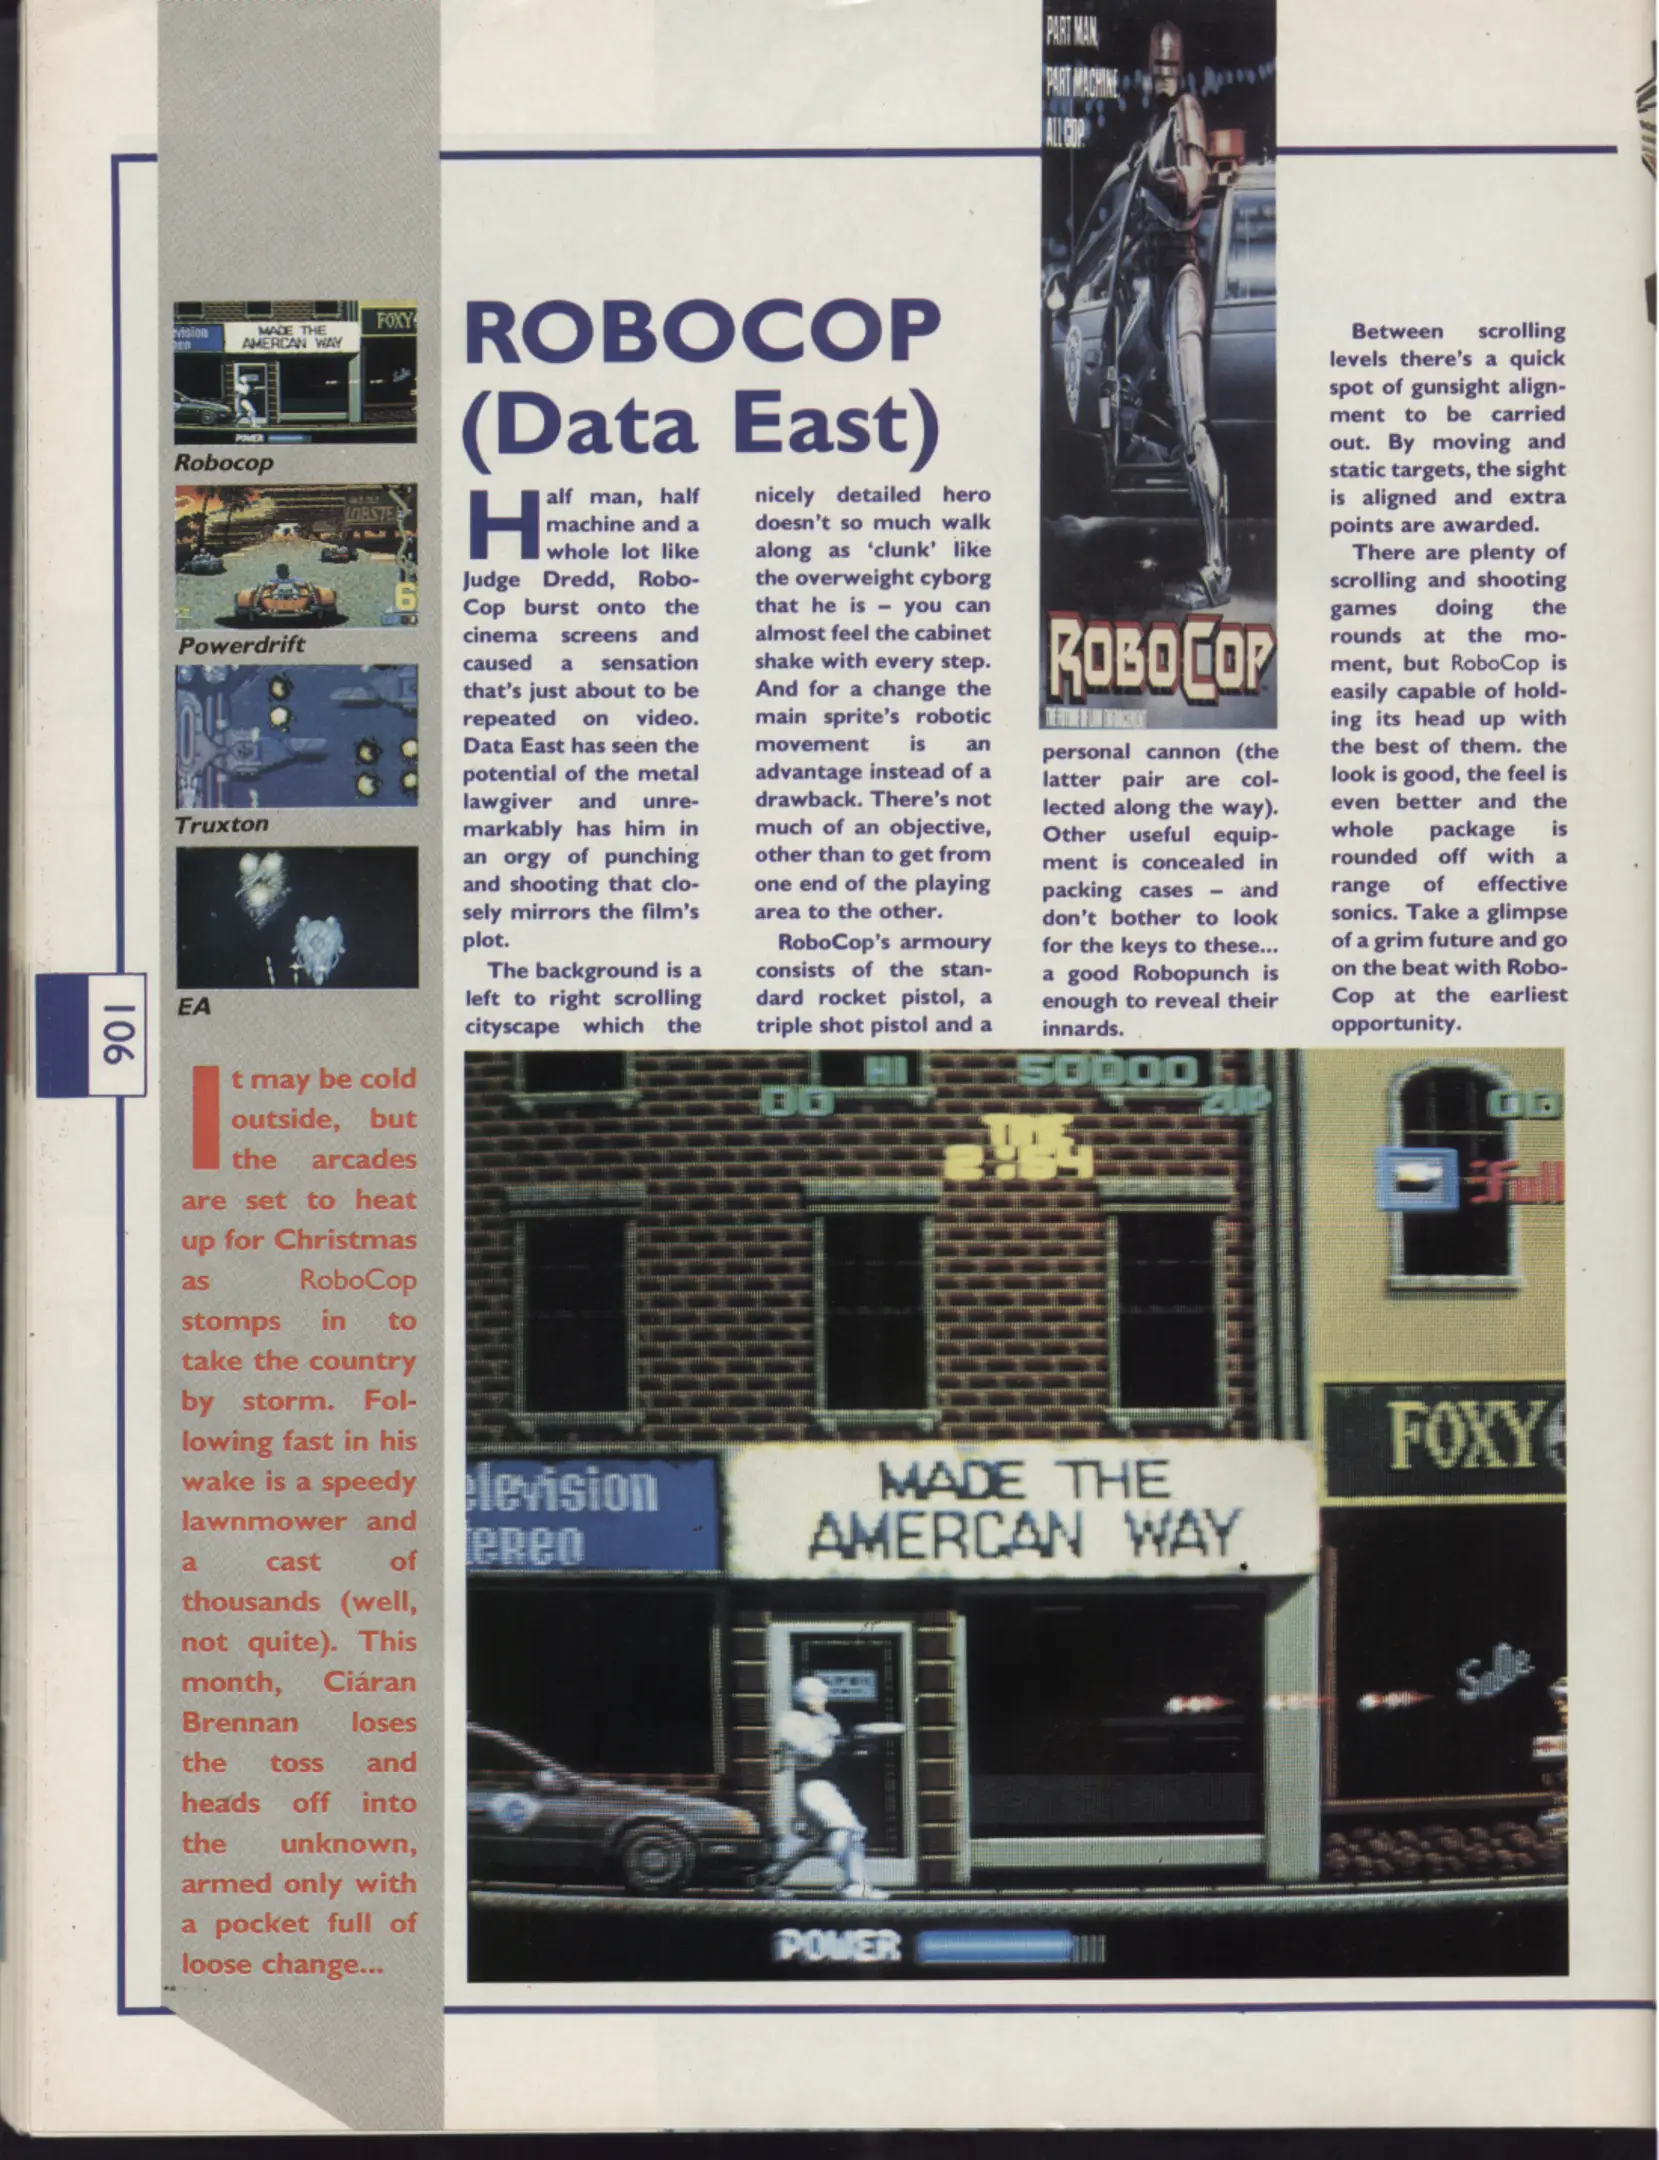 Robocop
Powerdrift
Truxton
EA
It may be cold
outside, but
the arcades
are set to heat
up for Christmas
as RoboCop
stomps in to
take the country
by storm. Fol-
lowing fast in his
wake is a speedy
lawnmower and
a cast of
thousands (well,
not quite). This
month, Ciáran
Brennan loses
the toss and
heads off into
the unknown,
armed only with
a pocket full of
loose change...
106
ROBOCOP
(Data East)
Half man, half
machine and a
whole lot like
Judge Dredd, Robo-
Cop burst onto the
cinema screens and
caused a sensation
that's just about to be
repeated on video.
Data East has seen the
potential of the metal
lawgiver and unre-
markably has him in
an orgy of punching
and shooting that clo-
sely mirrors the film's
plot.
The background is a
left to right scrolling
cityscape which the
nicely detailed hero
doesn't so much walk
along as 'clunk' like
the overweight cyborg
that he is – you can
almost feel the cabinet
shake with every step.
And for a change the
main sprite's robotic
movement is an
advantage instead of a
drawback. There's not
much of an objective,
other than to get from
one end of the playing
area to the other.
RoboCop's armoury
consists of the stan-
dard rocket pistol, a
triple shot pistol and a
PART MAN,
PART MACHINE,
ALL COP.
ROBOCOP
personal cannon (the
latter pair are col-
lected along the way).
Other useful equip-
ment is concealed in
packing cases – and
don't bother to look
for the keys to these...
a good Robopunch is
enough to reveal their
innards.
Between scrolling
levels there's a quick
spot of gunsight align-
ment to be carried
out. By moving and
static targets, the sight
is aligned and extra
points are awarded.
There are plenty of
scrolling and shooting
games doing the
rounds at the mo-
ment, but RoboCop is
easily capable of hold-
ing its head up with
the best of them. the
look is good, the feel is
even better and the
whole package is
rounded off with a
range of effective
sonics. Take a glimpse
of a grim future and go
on the beat with Robo-
Cop at the earliest
opportunity.
HI 50000
00 2UP 00
TIME
2:54
elevision
tereo
MADE THE
AMERCAN WAY
FOXY
Sale
POWER
MADE THE
AMERCAN WAY
FOXY
POWER
LOBSTE
6